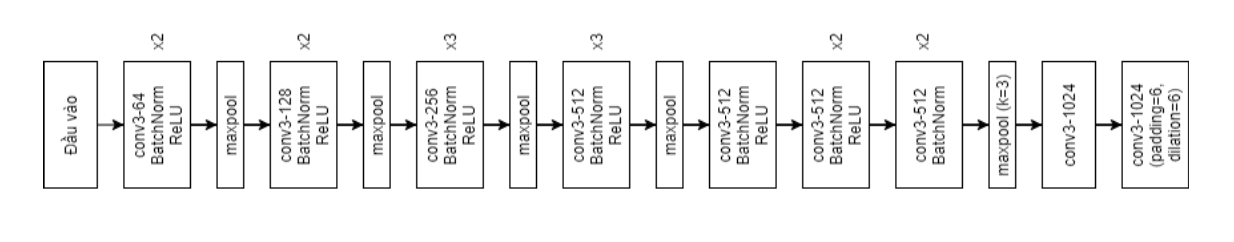 Đầu vào
x2
conv3-64
BatchNorm
ReLU
maxpool
x2
conv3-128
BatchNorm
ReLU
maxpool
x3
conv3-256
BatchNorm
ReLU
maxpool
x3
conv3-512
BatchNorm
ReLU
maxpool
conv3-512
BatchNorm
ReLU
x2
conv3-512
BatchNorm
ReLU
x2
conv3-512
BatchNorm
maxpool (k=3)
conv3-1024
conv3-1024
(padding=6,
dilation=6)